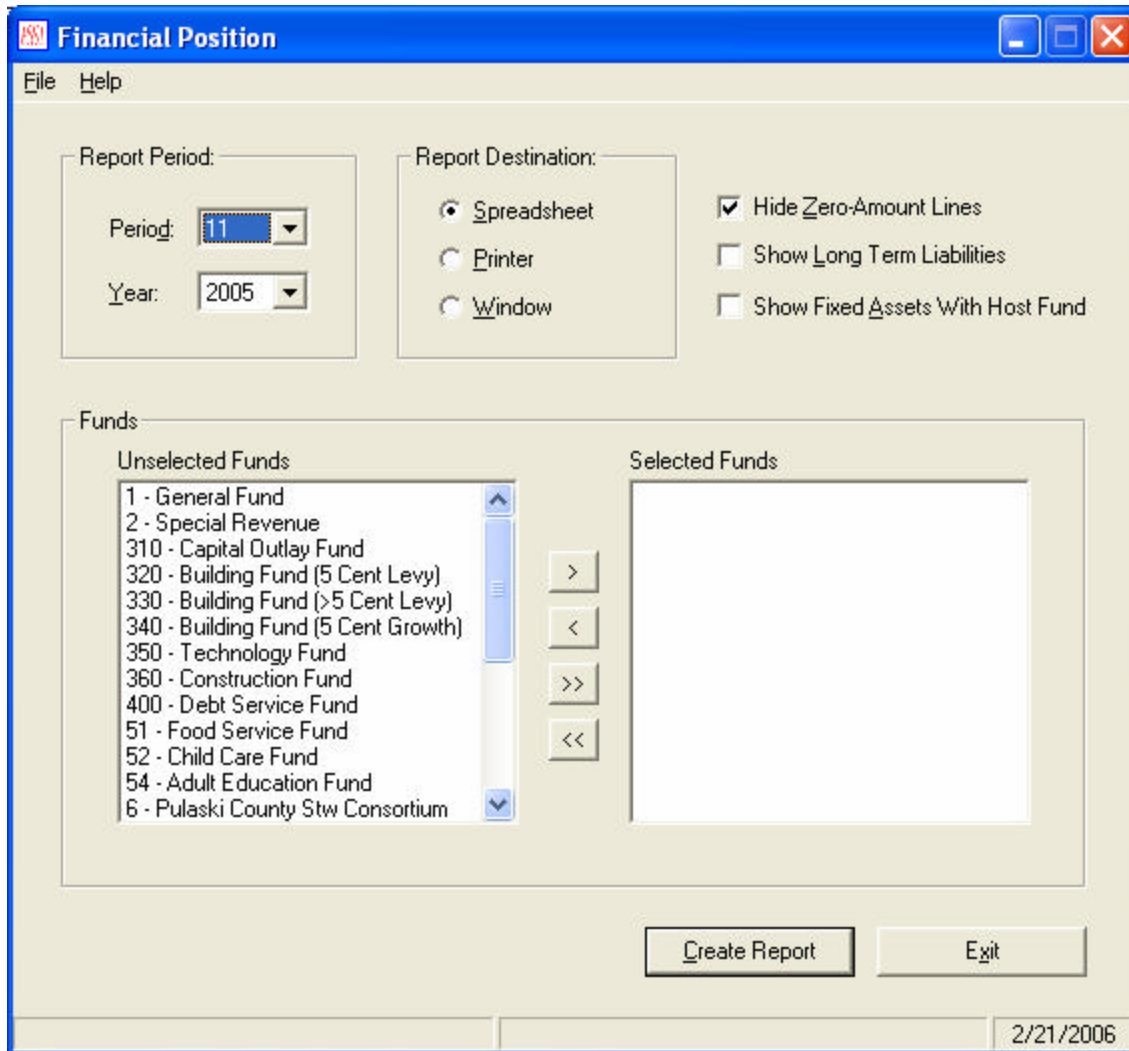 Financial Position
File Help
Report Period:
Period: 11
Year: 2005
Report Destination:
Spreadsheet
Printer
Window
Hide Zero-Amount Lines
Show Long Term Liabilities
Show Fixed Assets With Host Fund
Funds
Unselected Funds
1 - General Fund
2 - Special Revenue
310 - Capital Outlay Fund
320 - Building Fund (5 Cent Levy)
330 - Building Fund (>5 Cent Levy)
340 - Building Fund (5 Cent Growth)
350 - Technology Fund
360 - Construction Fund
400 - Debt Service Fund
51 - Food Service Fund
52 - Child Care Fund
54 - Adult Education Fund
6 - Pulaski County Stw Consortium
>
<
>>
<<
Selected Funds
Create Report
Exit
2/21/2006